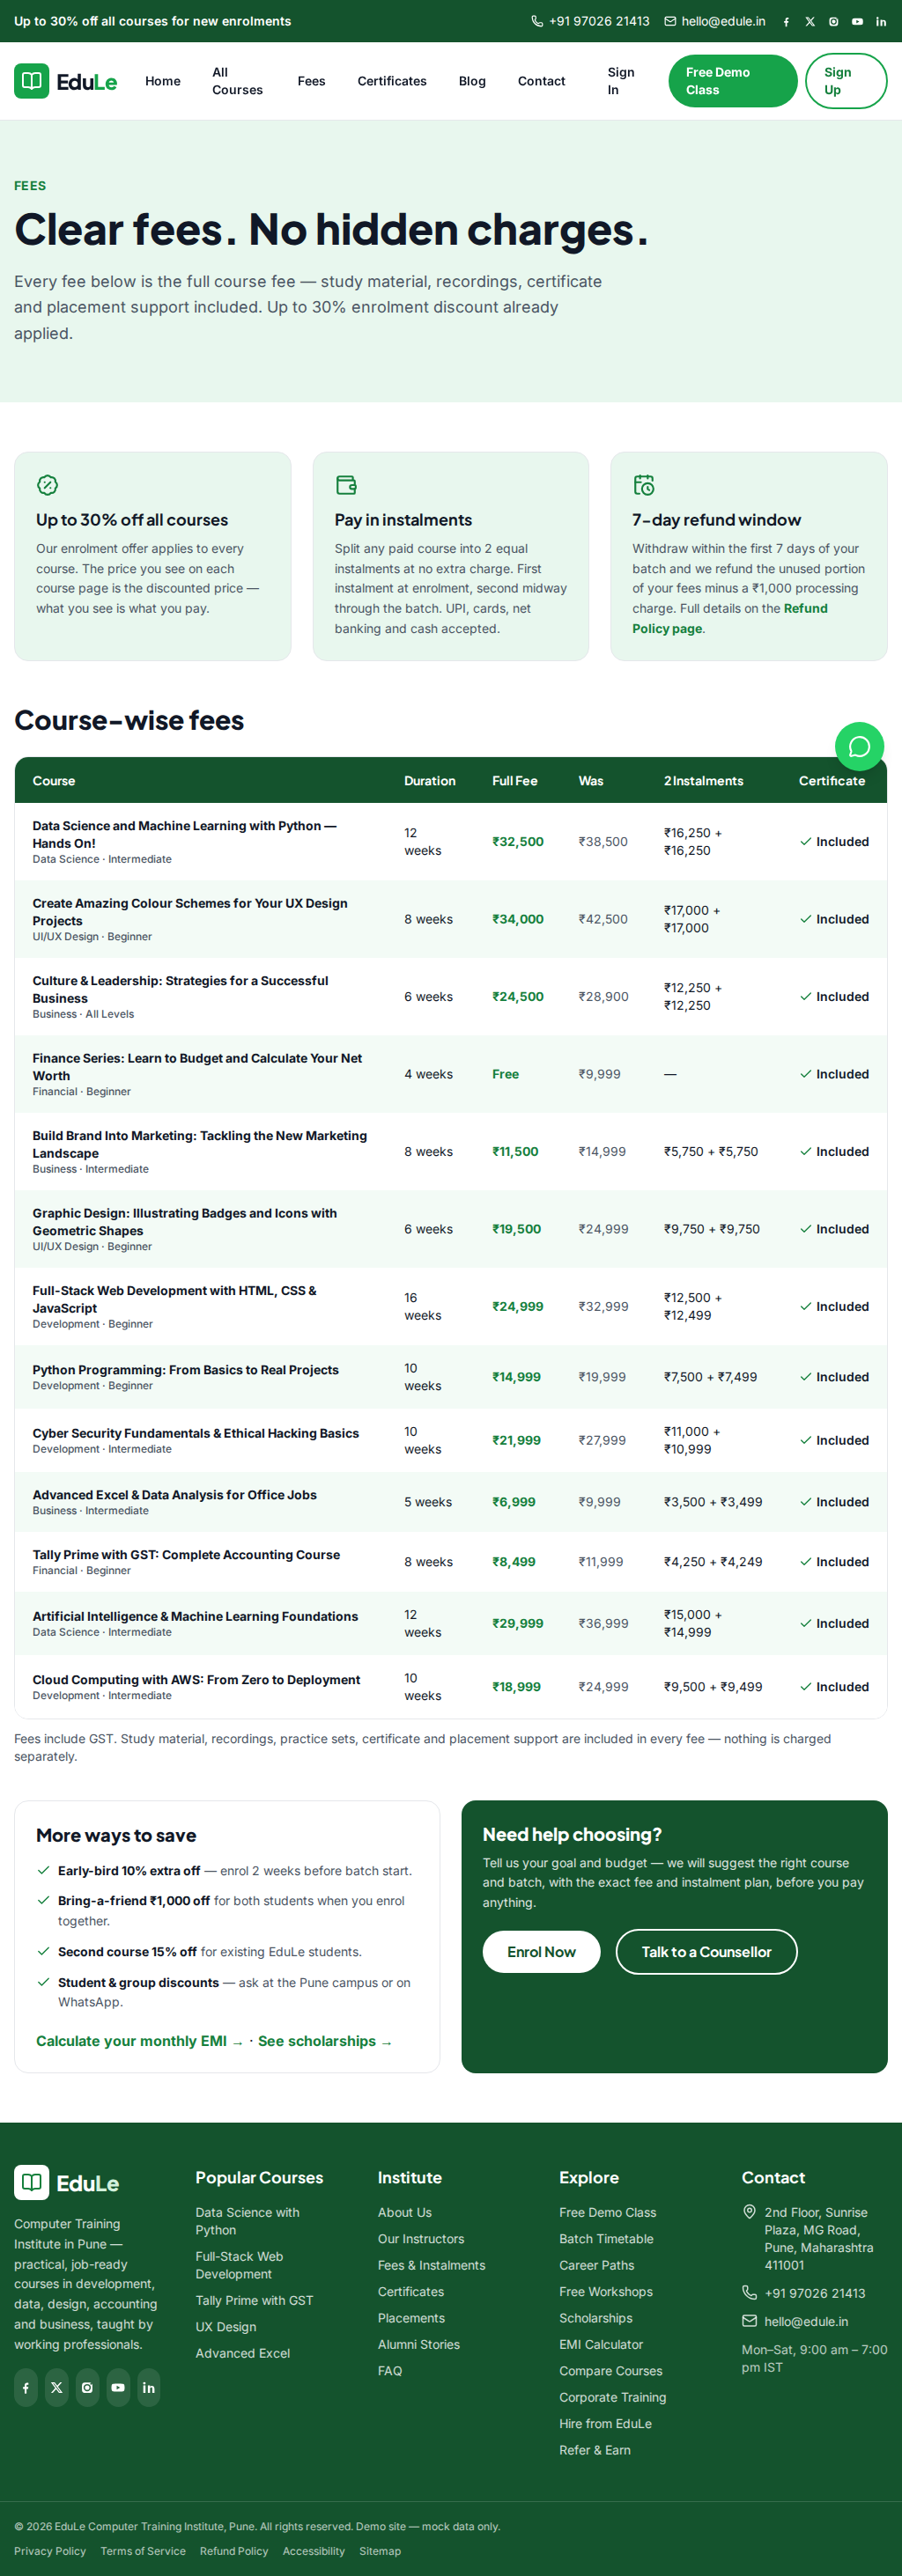 Up to 30% off all courses for new enrolments
+91 97026 21413
hello@edule.in
EduLe
Home
All
Courses
Fees
Certificates
Blog
Contact
Sign
In
Free Demo
Class
Sign
Up
FEES
Clear fees. No hidden charges.
Every fee below is the full course fee — study material, recordings, certificate
and placement support included. Up to 30% enrolment discount already
applied.
Up to 30% off all courses
Our enrolment offer applies to every
course. The price you see on each
course page is the discounted price —
what you see is what you pay.
Pay in instalments
Split any paid course into 2 equal
instalments at no extra charge. First
instalment at enrolment, second midway
through the batch. UPI, cards, net
banking and cash accepted.
7-day refund window
Withdraw within the first 7 days of your
batch and we refund the unused portion
of your fees minus a ₹1,000 processing
charge. Full details on the Refund
Policy page.
Course-wise fees
Course Duration Full Fee Was 2 Instalments Certificate
Data Science and Machine Learning with Python —
Hands On!
Data Science · Intermediate
12
weeks
₹32,500
₹38,500
₹16,250 +
₹16,250
Included
Create Amazing Colour Schemes for Your UX Design
Projects
UI/UX Design · Beginner
8 weeks
₹34,000
₹42,500
₹17,000 +
₹17,000
Included
Culture & Leadership: Strategies for a Successful
Business
Business · All Levels
6 weeks
₹24,500
₹28,900
₹12,250 +
₹12,250
Included
Finance Series: Learn to Budget and Calculate Your Net
Worth
Financial · Beginner
4 weeks
Free
₹9,999
—
Included
Build Brand Into Marketing: Tackling the New Marketing
Landscape
Business · Intermediate
8 weeks
₹11,500
₹14,999
₹5,750 + ₹5,750
Included
Graphic Design: Illustrating Badges and Icons with
Geometric Shapes
UI/UX Design · Beginner
6 weeks
₹19,500
₹24,999
₹9,750 + ₹9,750
Included
Full-Stack Web Development with HTML, CSS &
JavaScript
Development · Beginner
16
weeks
₹24,999
₹32,999
₹12,500 +
₹12,499
Included
Python Programming: From Basics to Real Projects
Development · Beginner
10
weeks
₹14,999
₹19,999
₹7,500 + ₹7,499
Included
Cyber Security Fundamentals & Ethical Hacking Basics
Development · Intermediate
10
weeks
₹21,999
₹27,999
₹11,000 +
₹10,999
Included
Advanced Excel & Data Analysis for Office Jobs
Business · Intermediate
5 weeks
₹6,999
₹9,999
₹3,500 + ₹3,499
Included
Tally Prime with GST: Complete Accounting Course
Financial · Beginner
8 weeks
₹8,499
₹11,999
₹4,250 + ₹4,249
Included
Artificial Intelligence & Machine Learning Foundations
Data Science · Intermediate
12
weeks
₹29,999
₹36,999
₹15,000 +
₹14,999
Included
Cloud Computing with AWS: From Zero to Deployment
Development · Intermediate
10
weeks
₹18,999
₹24,999
₹9,500 + ₹9,499
Included
Fees include GST. Study material, recordings, practice sets, certificate and placement support are included in every fee — nothing is charged
separately.
More ways to save
Early-bird 10% extra off — enrol 2 weeks before batch start.
Bring-a-friend ₹1,000 off for both students when you enrol
together.
Second course 15% off for existing EduLe students.
Student & group discounts — ask at the Pune campus or on
WhatsApp.
Calculate your monthly EMI → · See scholarships →
Need help choosing?
Tell us your goal and budget — we will suggest the right course
and batch, with the exact fee and instalment plan, before you pay
anything.
Enrol Now
Talk to a Counsellor
EduLe
Computer Training
Institute in Pune —
practical, job-ready
courses in development,
data, design, accounting
and business, taught by
working professionals.
Popular Courses
Data Science with
Python
Full-Stack Web
Development
Tally Prime with GST
UX Design
Advanced Excel
Institute
About Us
Our Instructors
Fees & Instalments
Certificates
Placements
Alumni Stories
FAQ
Explore
Free Demo Class
Batch Timetable
Career Paths
Free Workshops
Scholarships
EMI Calculator
Compare Courses
Corporate Training
Hire from EduLe
Refer & Earn
Contact
2nd Floor, Sunrise
Plaza, MG Road,
Pune, Maharashtra
411001
+91 97026 21413
hello@edule.in
Mon–Sat, 9:00 am – 7:00
pm IST
© 2026 EduLe Computer Training Institute, Pune. All rights reserved. Demo site — mock data only.
Privacy Policy
Terms of Service
Refund Policy
Accessibility
Sitemap